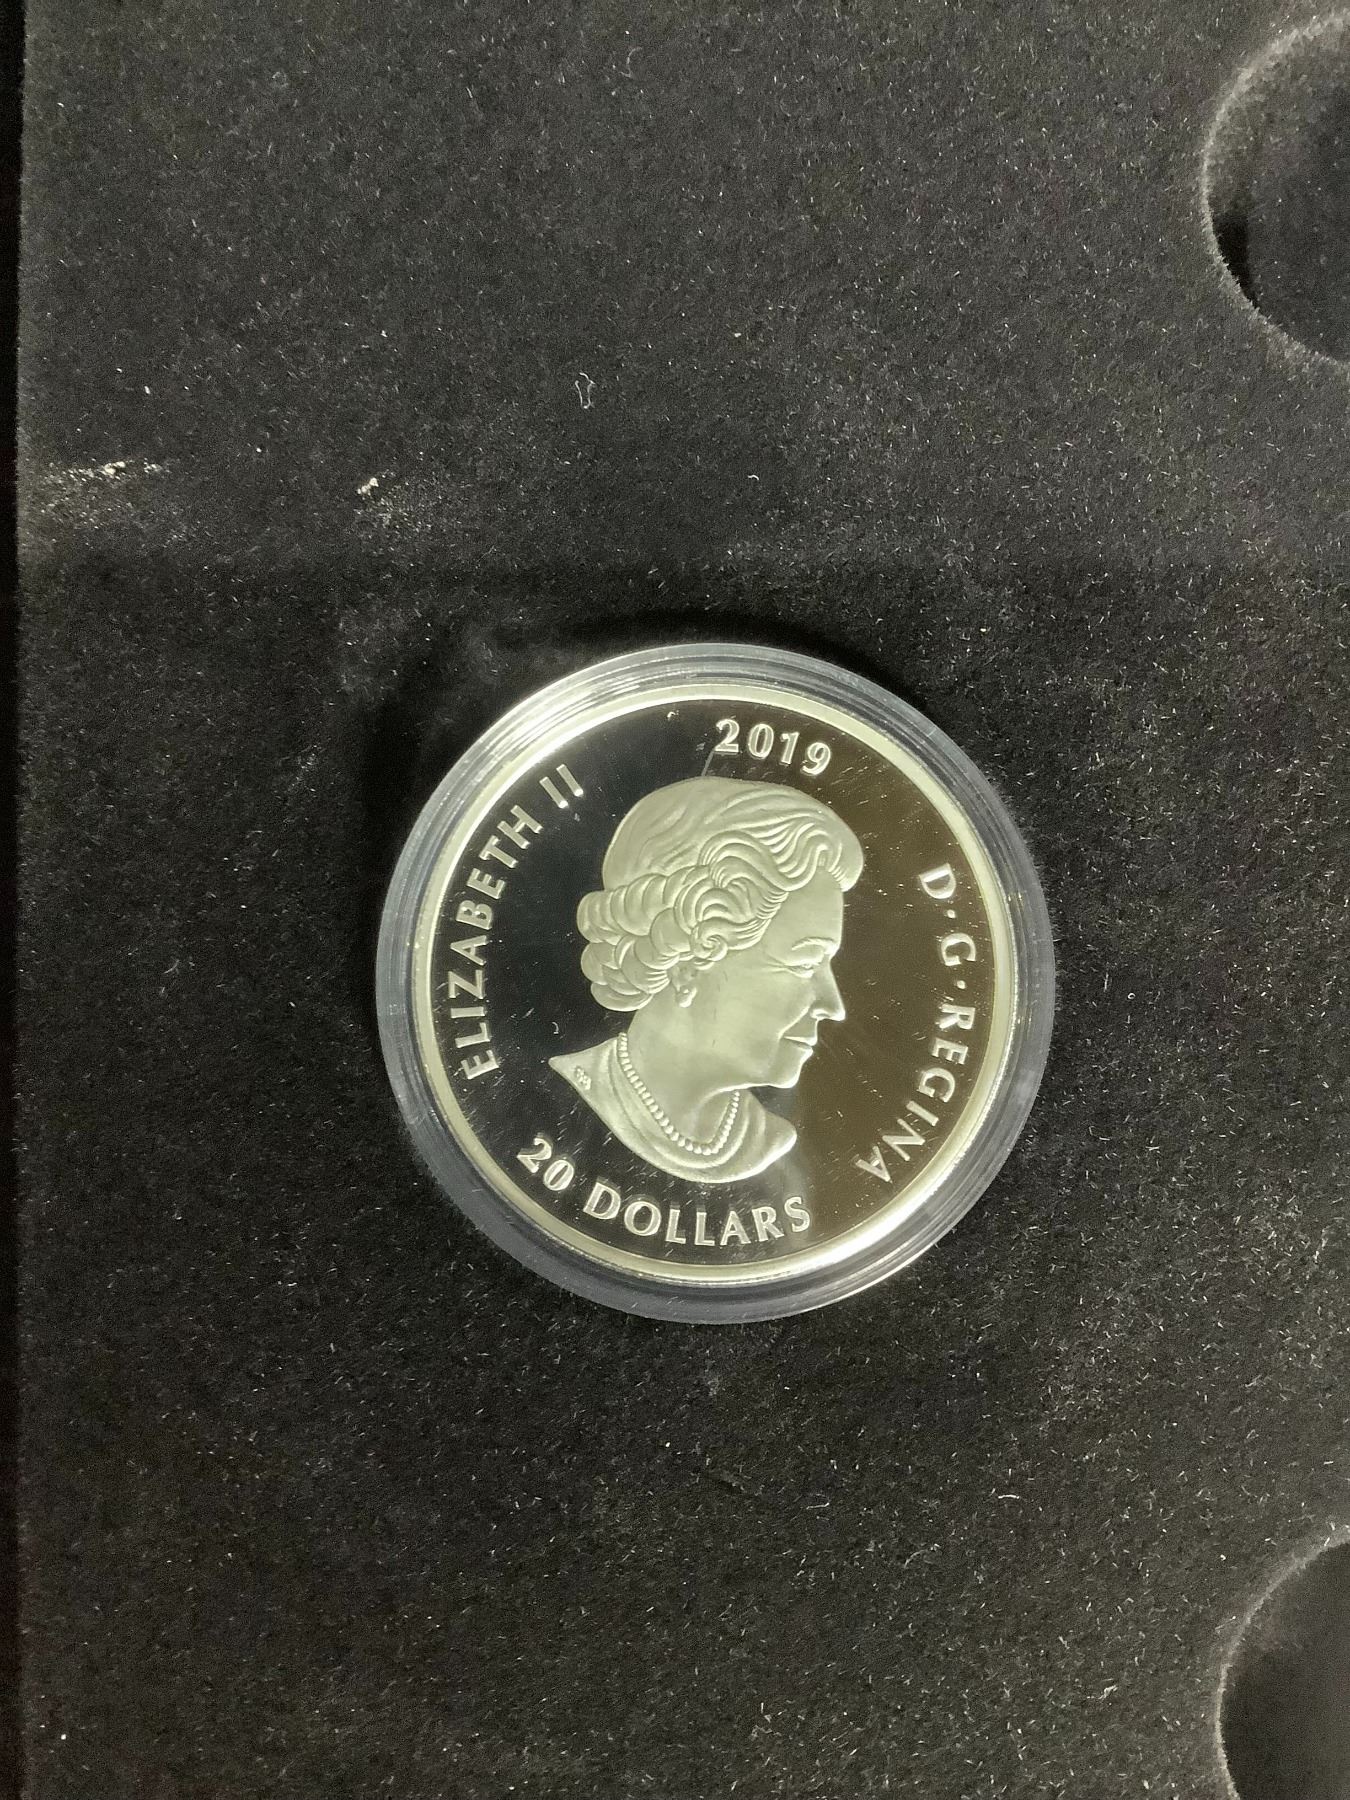 ELIZABETH II
2019
D·G·REGINA
20 DOLLARS